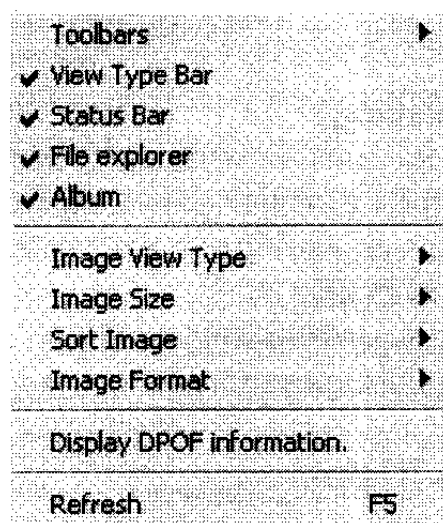 Toolbars
View Type Bar
Status Bar
File explorer
Album
Image View Type
Image Size
Sort Image
Image Format
Display DPOF information.
Refresh F5